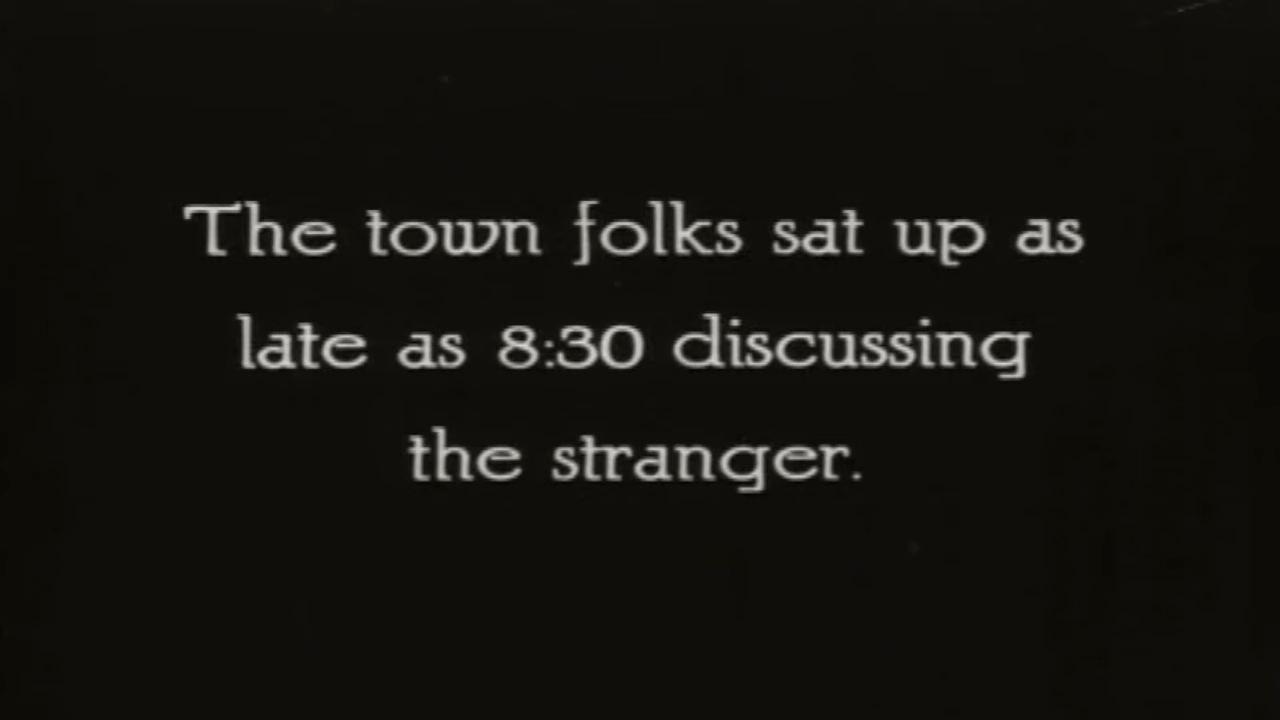 The town folks sat up as
late as 8:30 discussing
the stranger.